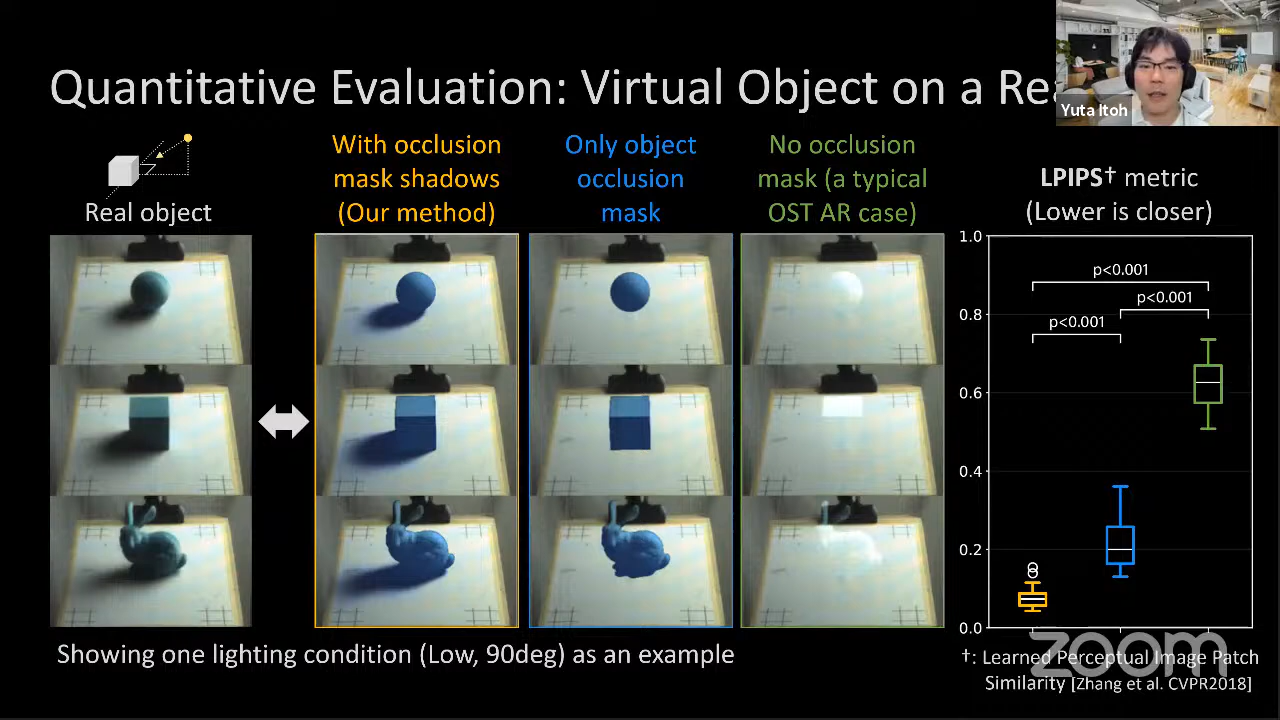 Quantitative Evaluation: Virtual Object on a Re
Yuta Itoh
Real object
With occlusion
mask shadows
(Our method)
Only object
occlusion
mask
No occlusion
mask (a typical
OST AR case)
LPIPS† metric
(Lower is closer)
1.0
0.8
0.6
0.4
0.2
0.0
p<0.001
p<0.001
p<0.001
Showing one lighting condition (Low, 90deg) as an example
zoom
†: Learned Perceptual Image Patch
Similarity [Zhang et al. CVPR2018]